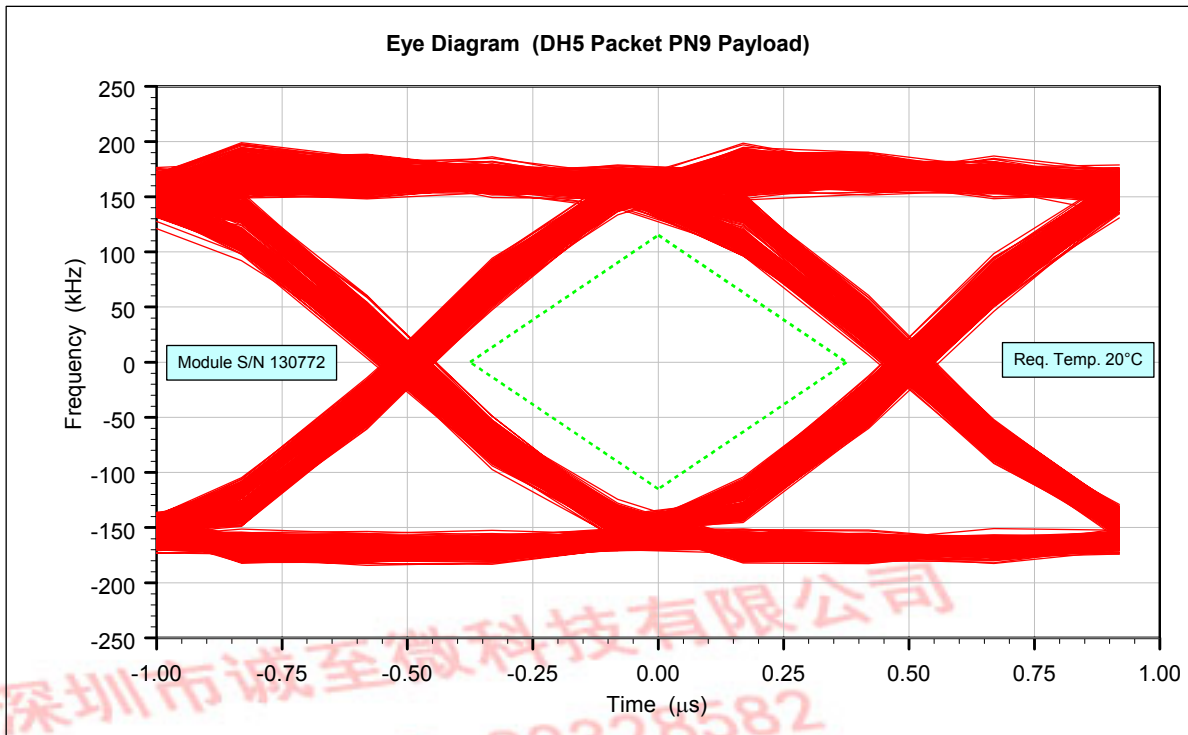 Eye Diagram (DH5 Packet PN9 Payload)
250
200
150
100
50
0
-50
-100
-150
-200
-250
Frequency (kHz)
Module S/N 130772
Req. Temp. 20°C
-1.00 -0.75 -0.50 -0.25 0.00 0.25 0.50 0.75 1.00
Time (μs)
深圳市诚至微科技有限公司